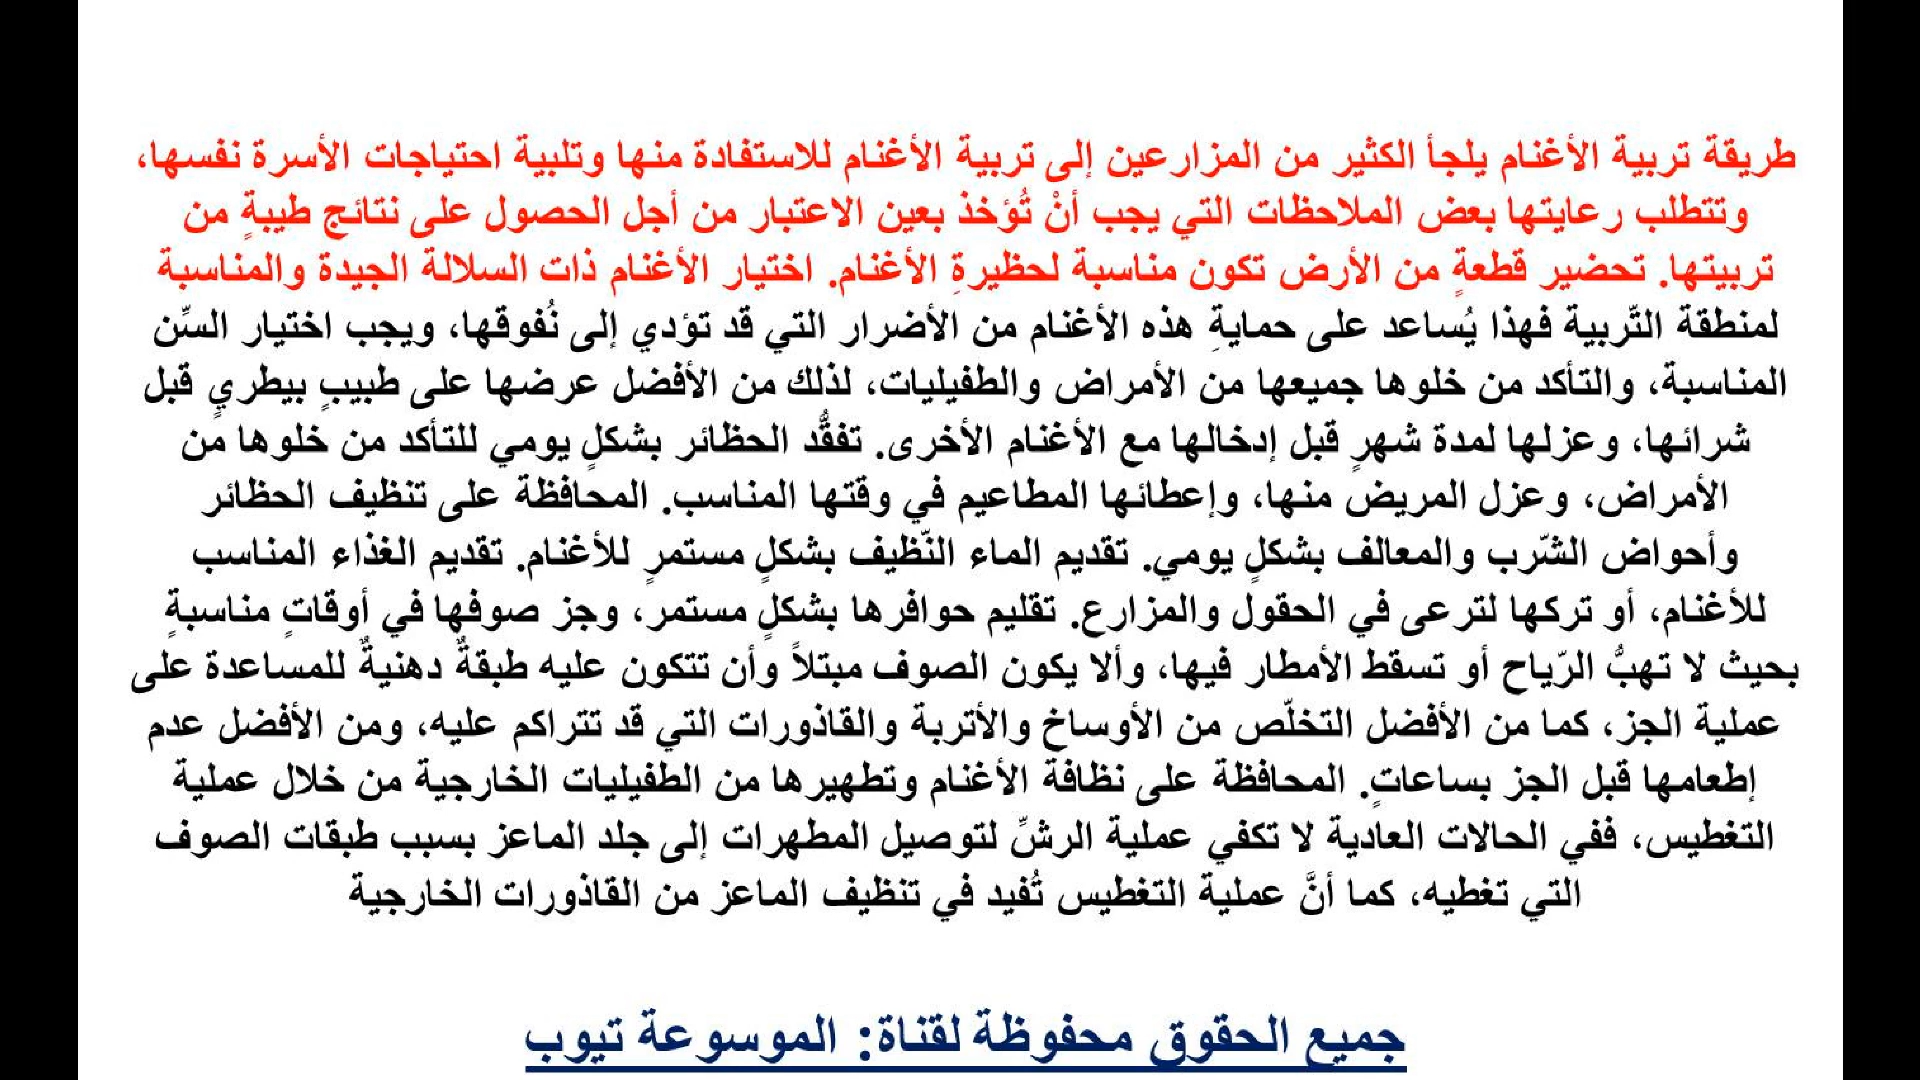 طريقة تربية الأغنام يلجأ الكثير من المزارعين إلى تربية الأغنام للاستفادة منها وتلبية احتياجات الأسرة نفسها،
وتتطلب رعايتها بعض الملاحظات التي يجب أنْ تُؤخذ بعين الاعتبار من أجل الحصول على نتائج طيبةٍ من
تربيتها. تحضير قطعةٍ من الأرض تكون مناسبة لحظيرةِ الأغنام. اختيار الأغنام ذات السلالة الجيدة والمناسبة
لمنطقة التّربية فهذا يُساعد على حمايةِ هذه الأغنام من الأضرار التي قد تؤدي إلى نُفوقها، ويجب اختيار السِّن
المناسبة، والتأكد من خلوها جميعها من الأمراض والطفيليات، لذلك من الأفضل عرضها على طبيبٍ بيطريٍ قبل
شرائها، وعزلها لمدة شهرٍ قبل إدخالها مع الأغنام الأخرى. تفقُّد الحظائر بشكلٍ يومي للتأكد من خلوها من
الأمراض، وعزل المريض منها، وإعطائها المطاعيم في وقتها المناسب. المحافظة على تنظيف الحظائر
وأحواض الشّرب والمعالف بشكلٍ يومي. تقديم الماء النّظيف بشكلٍ مستمرٍ للأغنام. تقديم الغذاء المناسب
للأغنام، أو تركها لترعى في الحقول والمزارع. تقليم حوافرها بشكلٍ مستمر، وجز صوفها في أوقاتٍ مناسبةٍ
بحيث لا تهبُّ الرّياح أو تسقط الأمطار فيها، وألا يكون الصوف مبتلاً وأن تتكون عليه طبقةٌ دهنيةٌ للمساعدة على
عملية الجز، كما من الأفضل التخلّص من الأوساخ والأتربة والقاذورات التي قد تتراكم عليه، ومن الأفضل عدم
إطعامها قبل الجز بساعاتٍ. المحافظة على نظافة الأغنام وتطهيرها من الطفيليات الخارجية من خلال عملية
التغطيس، ففي الحالات العادية لا تكفي عملية الرشِّ لتوصيل المطهرات إلى جلد الماعز بسبب طبقات الصوف
التي تغطيه، كما أنَّ عملية التغطيس تُفيد في تنظيف الماعز من القاذورات الخارجية
جميع الحقوق محفوظة لقناة: الموسوعة تيوب